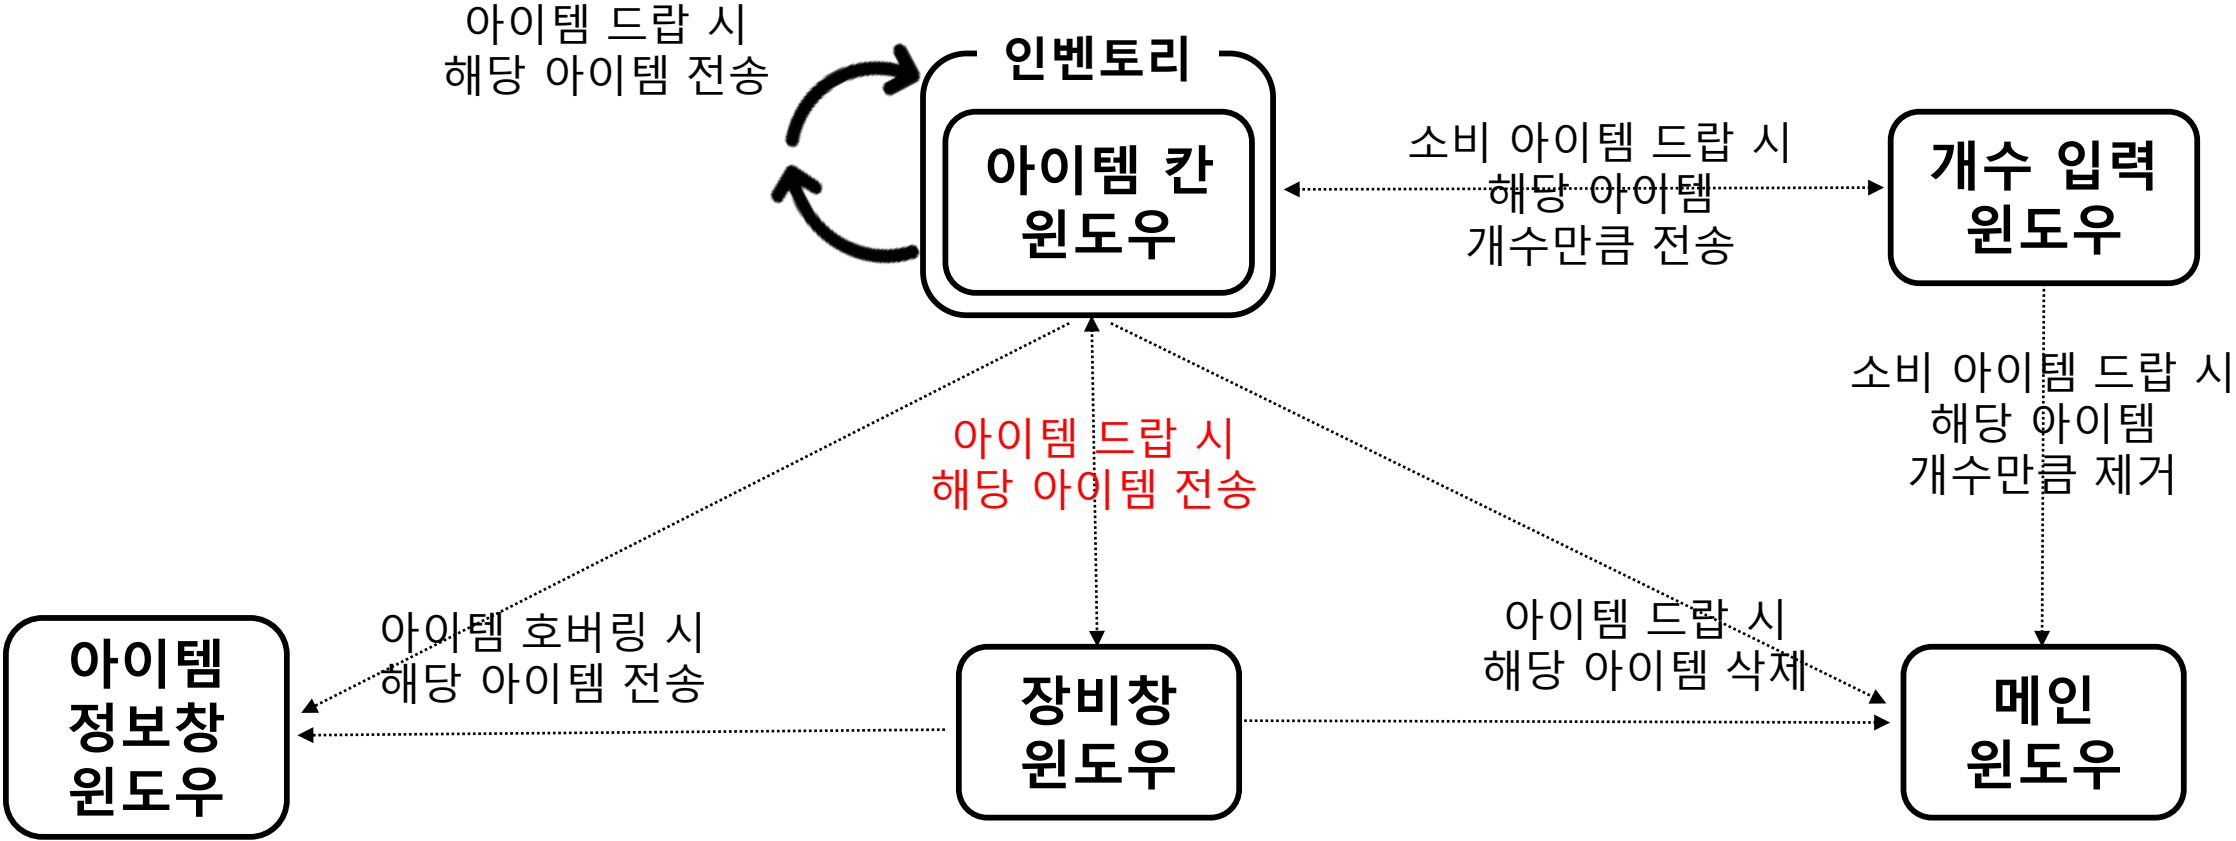 아이템 드랍 시
해당 아이템 전송
인벤토리
아이템 칸
윈도우
소비 아이템 드랍 시
해당 아이템
개수만큼 전송
개수 입력
윈도우
소비 아이템 드랍 시
해당 아이템
개수만큼 제거
아이템 드랍 시
해당 아이템 전송
아이템 호버링 시
해당 아이템 전송
아이템 드랍 시
해당 아이템 삭제
아이템
정보창
윈도우
장비창
윈도우
메인
윈도우